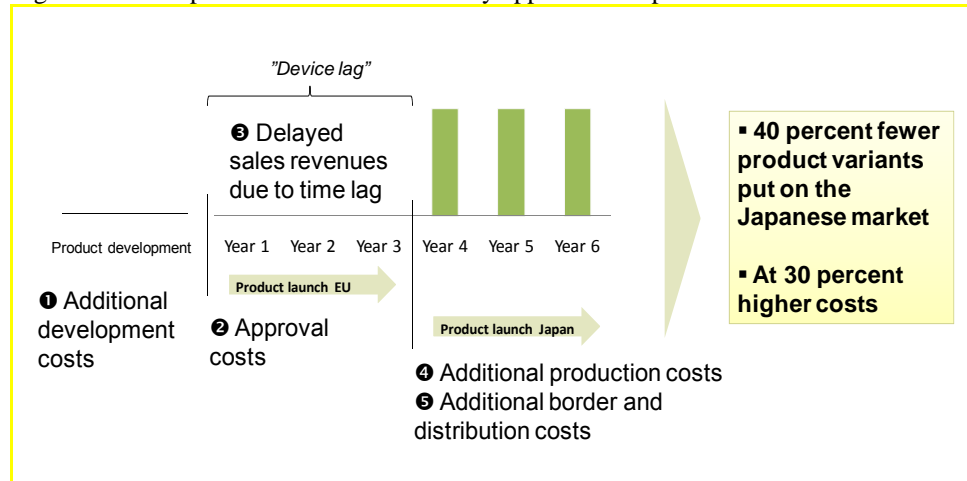 ”Device lag”
❸ Delayed
sales revenues
due to time lag
Product development
Year 1 Year 2 Year 3 Year 4 Year 5 Year 6
Product launch EU
❶ Additional
development
costs
❷ Approval
costs
Product launch Japan
❹ Additional production costs
❺ Additional border and
distribution costs
▪ 40 percent fewer
product variants
put on the
Japanese market
▪ At 30 percent
higher costs